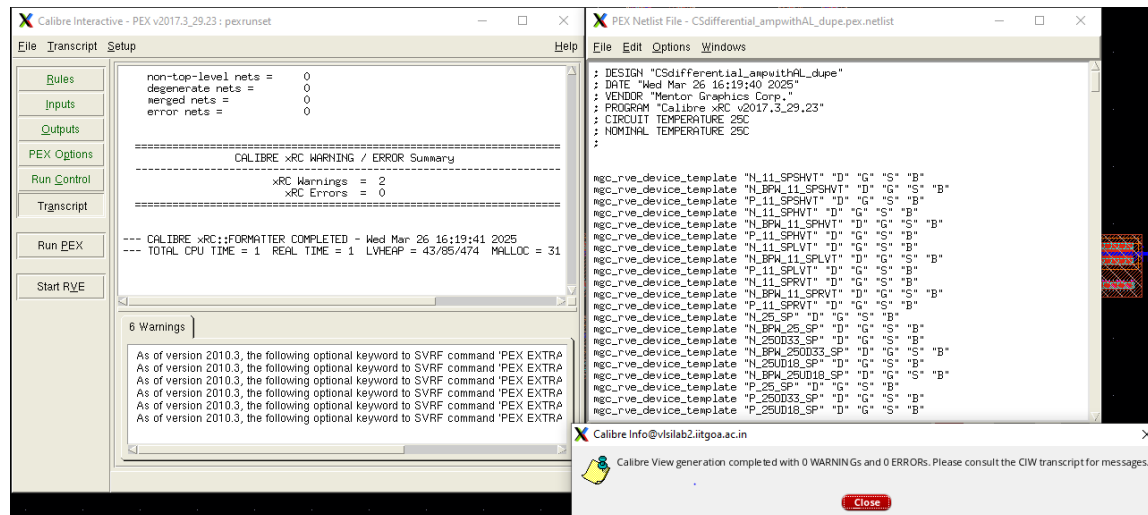 Calibre Interactive - PEX v2017.3_29.23 : pexrunset
File Transcript Setup Help
Rules
Inputs
Outputs
PEX Options
Run Control
Transcript
Run PEX
Start RVE
non-top-level nets = 0
degenerate nets = 0
merged nets = 0
error nets = 0
CALIBRE xRC WARNING / ERROR Summary
xRC Warnings = 2
xRC Errors = 0
--- CALIBRE xRC::FORMATTER COMPLETED - Wed Mar 26 16:19:41 2025
--- TOTAL CPU TIME = 1 REAL TIME = 1 LVHEAP = 43/85/474 MALLOC = 31
6 Warnings
As of version 2010.3, the following optional keyword to SVRF command 'PEX EXTRA
As of version 2010.3, the following optional keyword to SVRF command 'PEX EXTRA
As of version 2010.3, the following optional keyword to SVRF command 'PEX EXTRA
As of version 2010.3, the following optional keyword to SVRF command 'PEX EXTRA
As of version 2010.3, the following optional keyword to SVRF command 'PEX EXTRA
As of version 2010.3, the following optional keyword to SVRF command 'PEX EXTRA
PEX Netlist File - CSdifferential_ampwithAL_dupe.pex.netlist
File Edit Options Windows
; DESIGN "CSdifferential_ampwithAL_dupe"
; DATE "Wed Mar 26 16:19:40 2025"
; VENDOR "Mentor Graphics Corp."
; PROGRAM "Calibre xRC v2017.3_29.23"
; CIRCUIT TEMPERATURE 25C
; NOMINAL TEMPERATURE 25C
;
mgc_rve_device_template "N_11_SPSHVT" "D" "G" "S" "B"
mgc_rve_device_template "N_BPW_11_SPSHVT" "D" "G" "S" "B"
mgc_rve_device_template "P_11_SPSHVT" "D" "G" "S" "B"
mgc_rve_device_template "N_11_SPHVT" "D" "G" "S" "B"
mgc_rve_device_template "N_BPW_11_SPHVT" "D" "G" "S" "B"
mgc_rve_device_template "P_11_SPHVT" "D" "G" "S" "B"
mgc_rve_device_template "N_11_SPLVT" "D" "G" "S" "B"
mgc_rve_device_template "N_BPW_11_SPLVT" "D" "G" "S" "B"
mgc_rve_device_template "P_11_SPLVT" "D" "G" "S" "B"
mgc_rve_device_template "N_11_SPRVT" "D" "G" "S" "B"
mgc_rve_device_template "N_BPW_11_SPRVT" "D" "G" "S" "B"
mgc_rve_device_template "P_11_SPRVT" "D" "G" "S" "B"
mgc_rve_device_template "N_25_SP" "D" "G" "S" "B"
mgc_rve_device_template "N_BPW_25_SP" "D" "G" "S" "B"
mgc_rve_device_template "N_25OD33_SP" "D" "G" "S" "B"
mgc_rve_device_template "N_BPW_25OD33_SP" "D" "G" "S" "B"
mgc_rve_device_template "N_25UD18_SP" "D" "G" "S" "B"
mgc_rve_device_template "N_BPW_25UD18_SP" "D" "G" "S" "B"
mgc_rve_device_template "P_25_SP" "D" "G" "S" "B"
mgc_rve_device_template "P_25OD33_SP" "D" "G" "S" "B"
mgc_rve_device_template "P_25UD18_SP" "D" "G" "S" "B"
Calibre Info@vlsilab2.iitgoa.ac.in
Calibre View generation completed with 0 WARNINGs and 0 ERRORs. Please consult the CIW transcript for messages.
Close